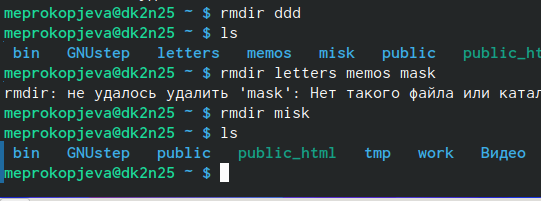 meprokopjeva@dk2n25 ~ $ rmdir ddd
meprokopjeva@dk2n25 ~ $ ls
bin GNUstep letters memos misk public public_ht
meprokopjeva@dk2n25 ~ $ rmdir letters memos mask
rmdir: не удалось удалить 'mask': Нет такого файла или катал
meprokopjeva@dk2n25 ~ $ rmdir misk
meprokopjeva@dk2n25 ~ $ ls
bin GNUstep public public_html tmp work Видео
meprokopjeva@dk2n25 ~ $